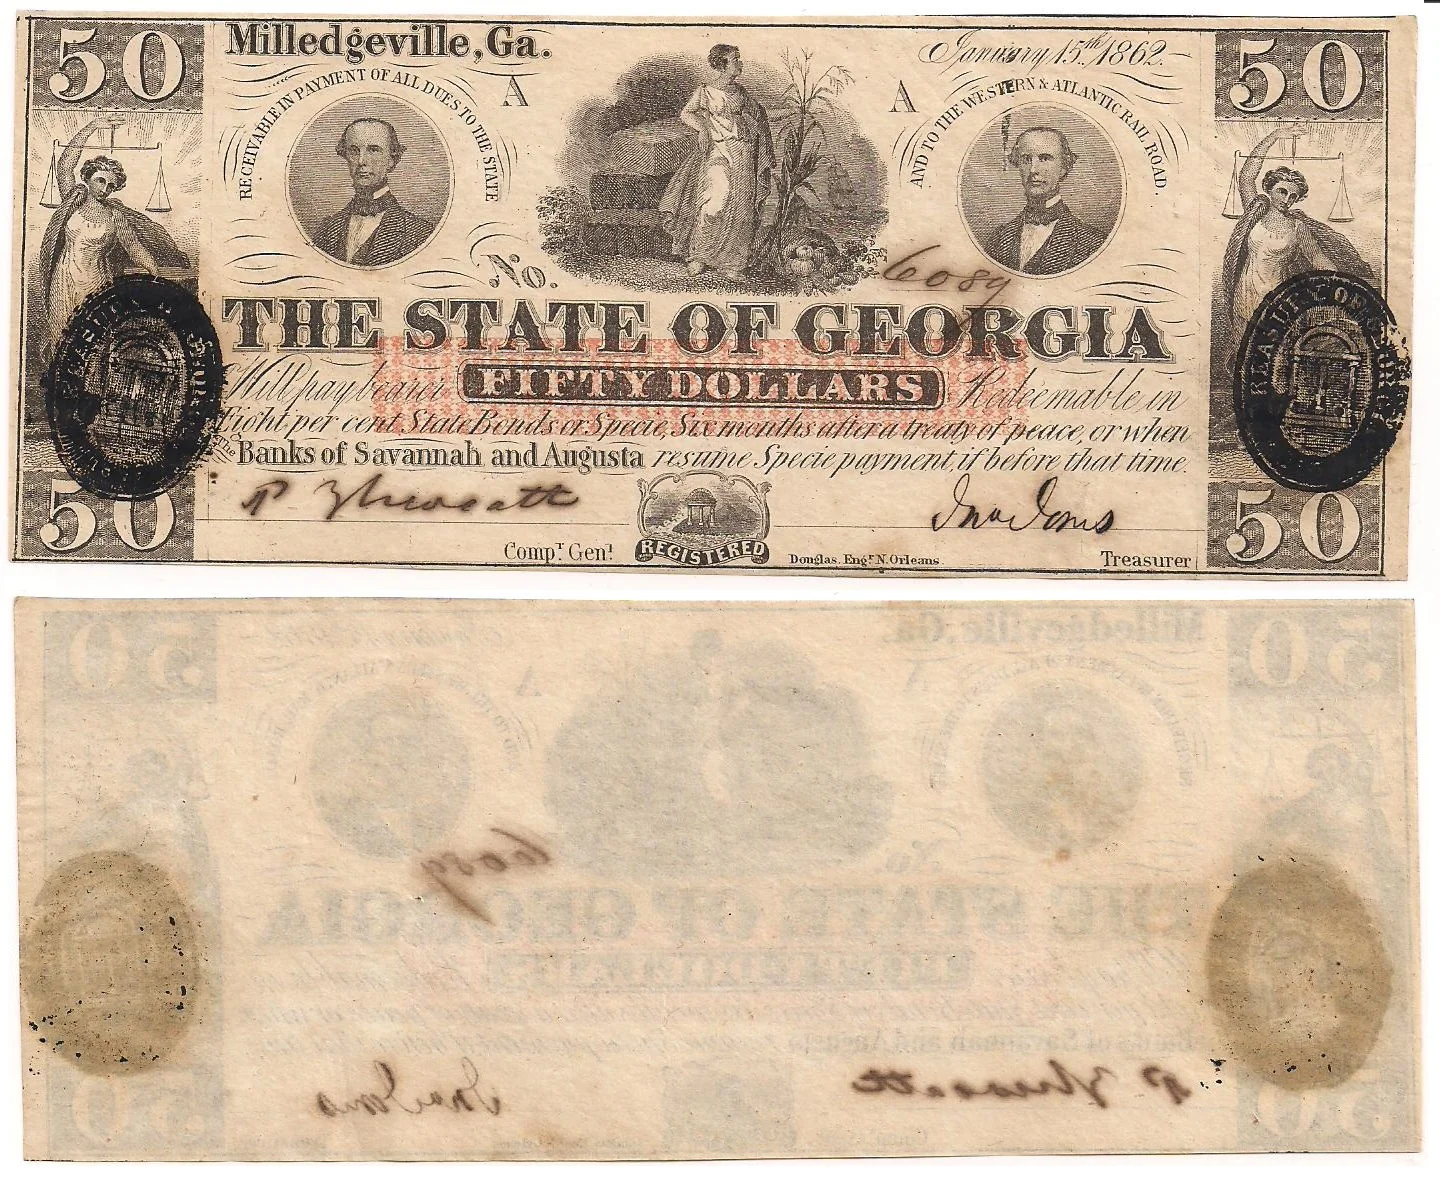 50 Milledgeville, Ga. January 15th 1862. 50
RECEIVABLE IN PAYMENT OF ALL DUES TO THE STATE
A A
AND TO THE WESTERN & ATLANTIC RAIL ROAD.
No. 6089
THE STATE OF GEORGIA
Will pay bearer FIFTY DOLLARS Redeemable in
Eight per cent State Bonds or Specie, Six months after a treaty of peace, or when
the Banks of Savannah and Augusta resume Specie payment, if before that time.
Jno Jones
50 Compr. Genl. REGISTERED Douglas, Engr. N. Orleans. Treasurer 50